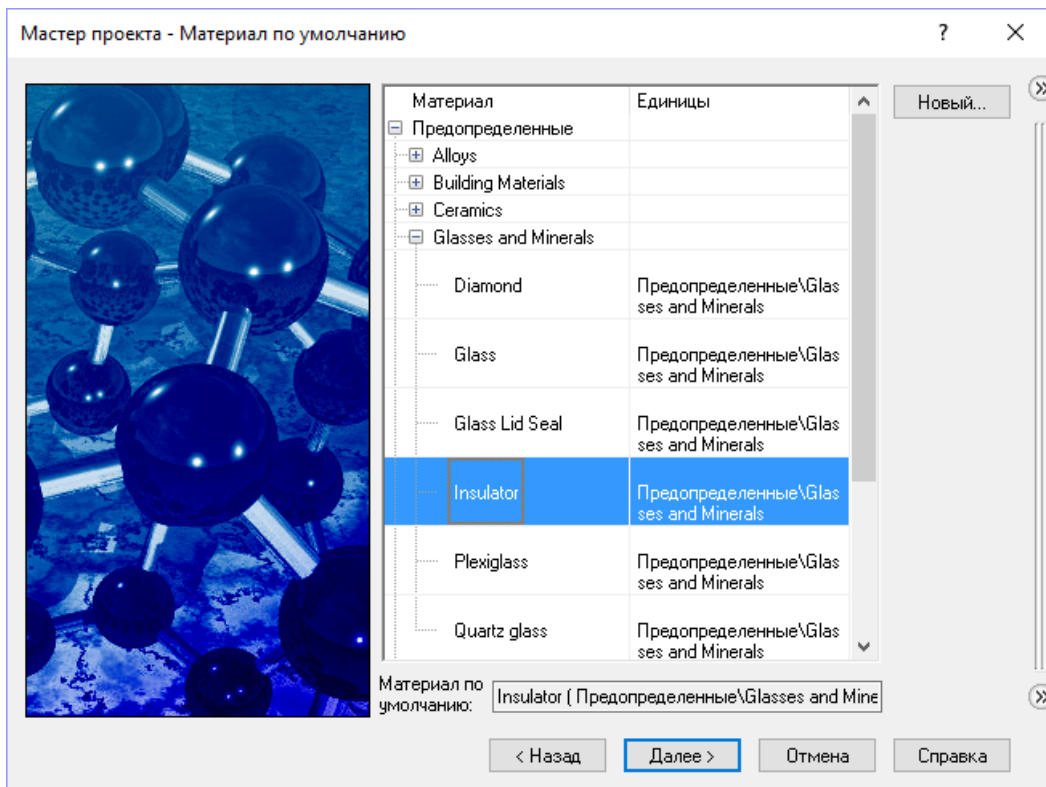 Мастер проекта - Материал по умолчанию
?
Материал Единицы
Новый...
Предопределенные
Alloys
Building Materials
Ceramics
Glasses and Minerals
Diamond Предопределенные\Glas
ses and Minerals
Glass Предопределенные\Glas
ses and Minerals
Glass Lid Seal Предопределенные\Glas
ses and Minerals
Insulator Предопределенные\Glas
ses and Minerals
Plexiglass Предопределенные\Glas
ses and Minerals
Quartz glass Предопределенные\Glas
ses and Minerals
Материал по
умолчанию:
Insulator ( Предопределенные\Glasses and Mine
< Назад Далее > Отмена Справка